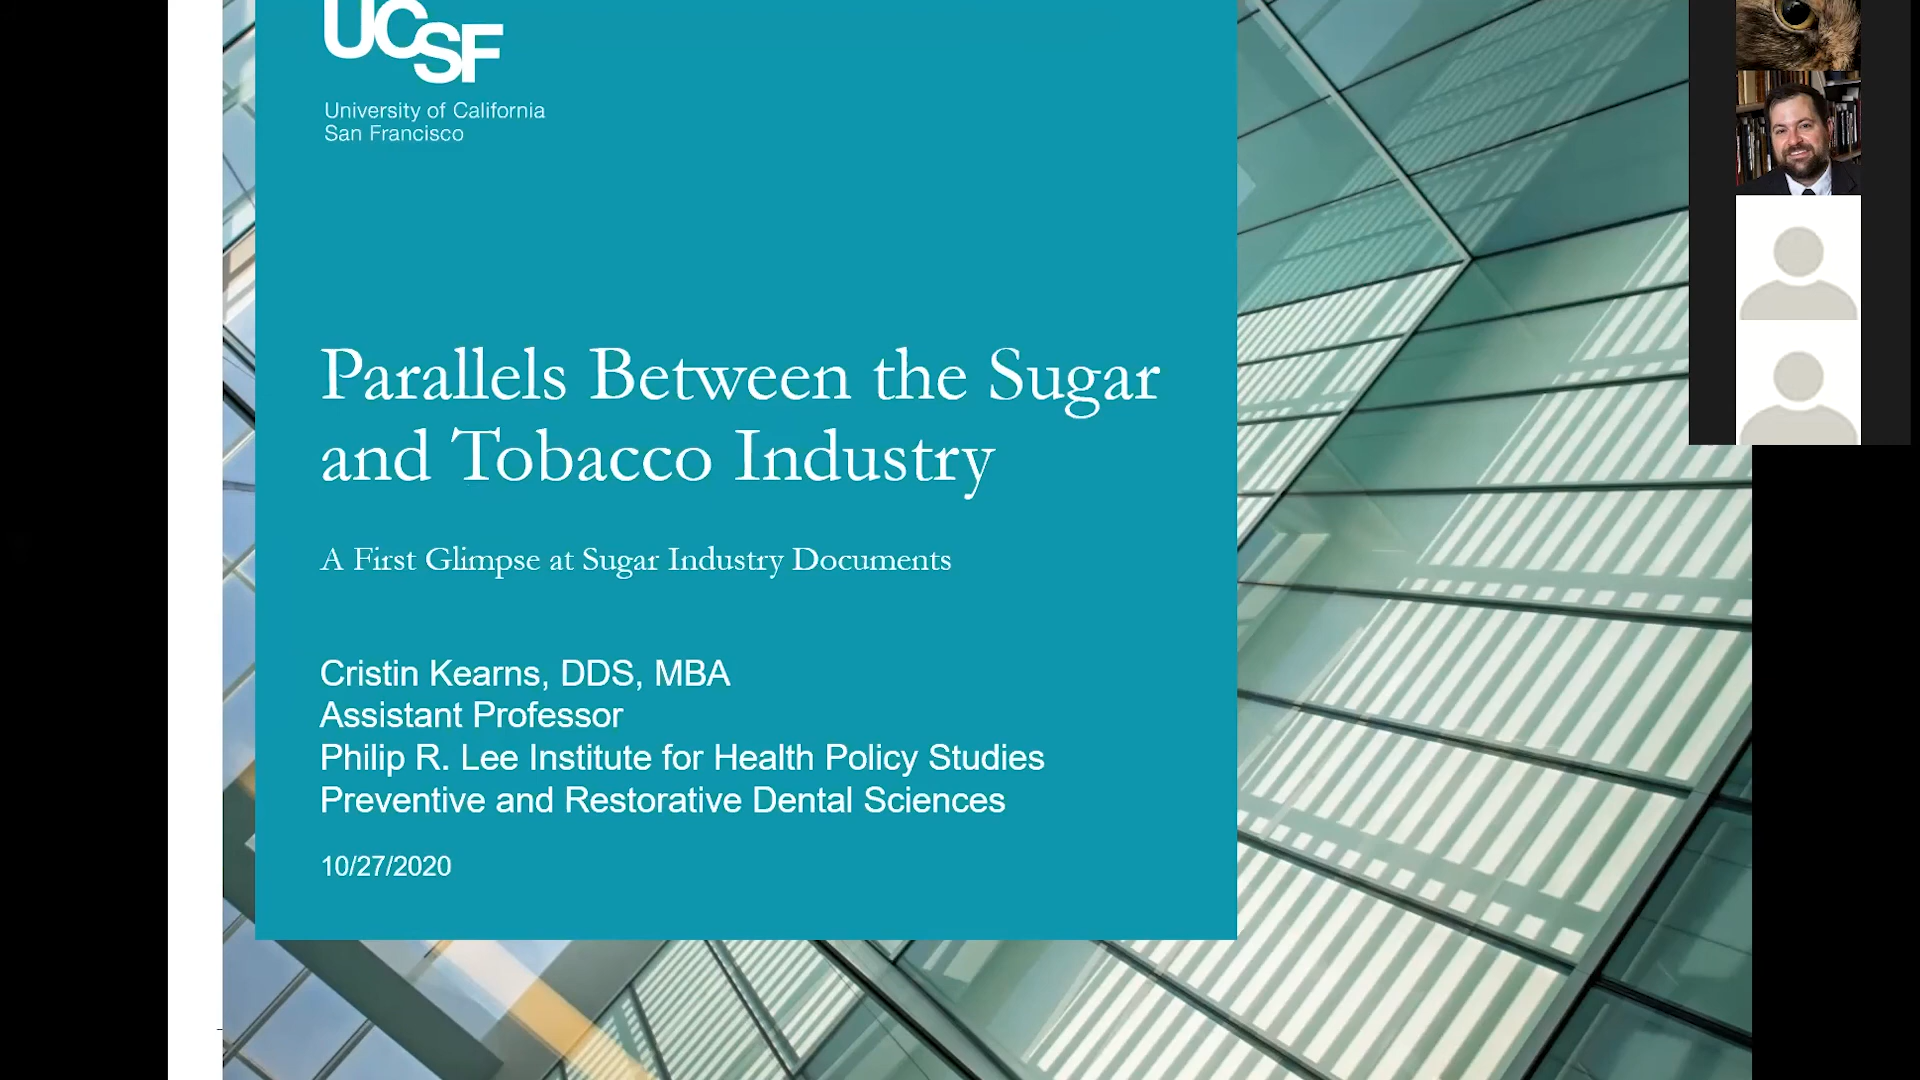 UCSF
University of California
San Francisco
Parallels Between the Sugar
and Tobacco Industry
A First Glimpse at Sugar Industry Documents
Cristin Kearns, DDS, MBA
Assistant Professor
Philip R. Lee Institute for Health Policy Studies
Preventive and Restorative Dental Sciences
10/27/2020